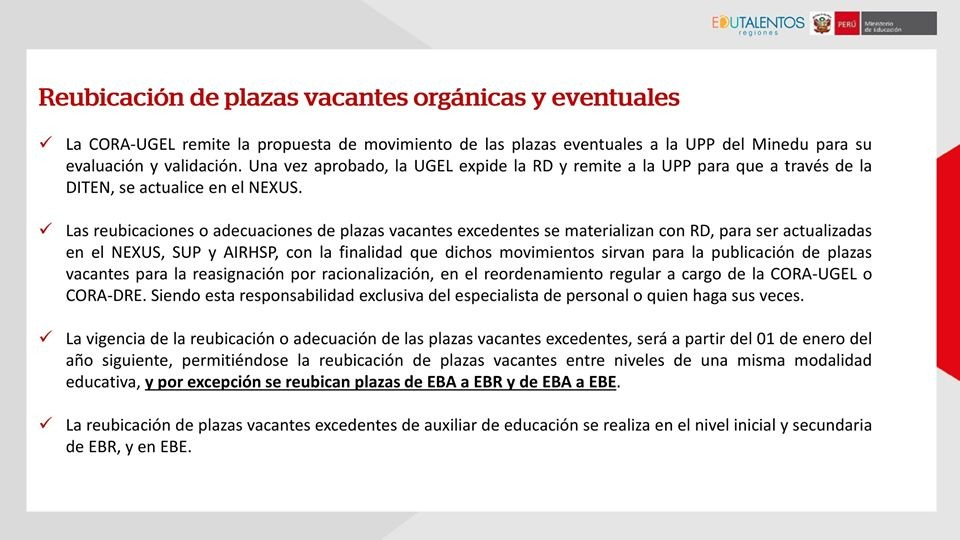 EDUTALENTOS
regiones
PERÚ
Ministerio
de Educación
Reubicación de plazas vacantes orgánicas y eventuales
✓ La CORA-UGEL remite la propuesta de movimiento de las plazas eventuales a la UPP del Minedu para su
evaluación y validación. Una vez aprobado, la UGEL expide la RD y remite a la UPP para que a través de la
DITEN, se actualice en el NEXUS.
✓ Las reubicaciones o adecuaciones de plazas vacantes excedentes se materializan con RD, para ser actualizadas
en el NEXUS, SUP y AIRHSP, con la finalidad que dichos movimientos sirvan para la publicación de plazas
vacantes para la reasignación por racionalización, en el reordenamiento regular a cargo de la CORA-UGEL o
CORA-DRE. Siendo esta responsabilidad exclusiva del especialista de personal o quien haga sus veces.
✓ La vigencia de la reubicación o adecuación de las plazas vacantes excedentes, será a partir del 01 de enero del
año siguiente, permitiéndose la reubicación de plazas vacantes entre niveles de una misma modalidad
educativa, y por excepción se reubican plazas de EBA a EBR y de EBA a EBE.
✓ La reubicación de plazas vacantes excedentes de auxiliar de educación se realiza en el nivel inicial y secundaria
de EBR, y en EBE.